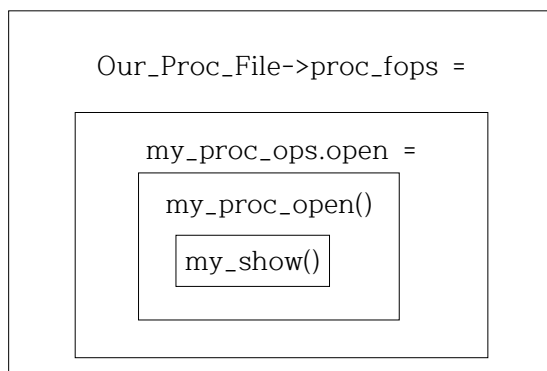 Our_Proc_File->proc_fops =
my_proc_ops.open =
my_proc_open()
my_show()